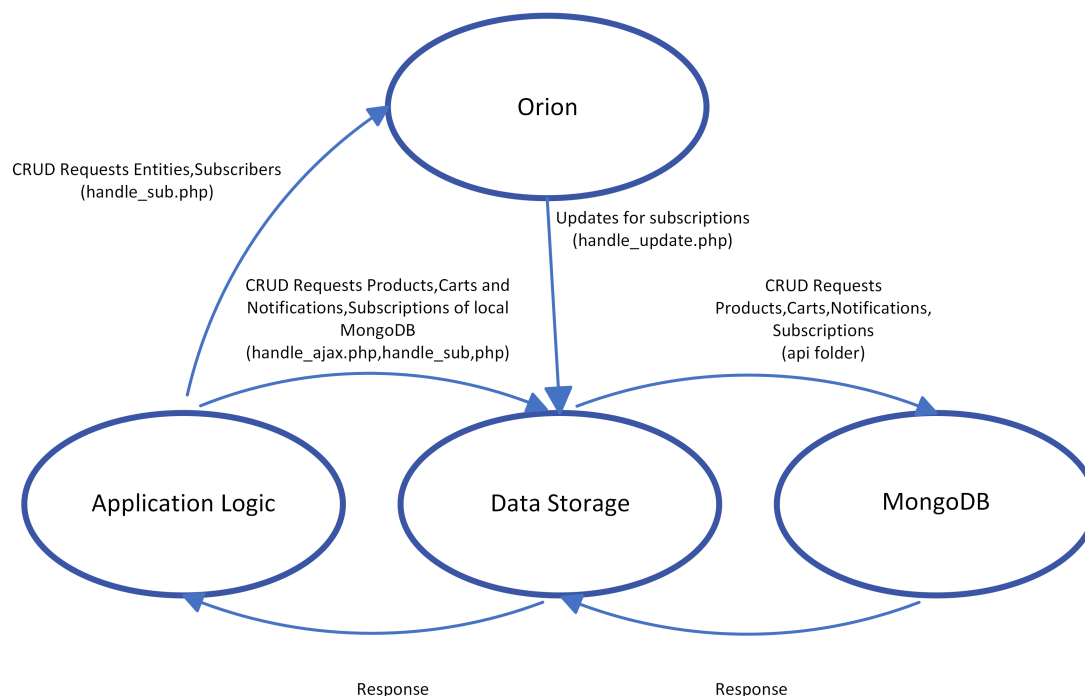 Orion
CRUD Requests Entities,Subscribers
(handle_sub.php)
Updates for subscriptions
(handle_update.php)
CRUD Requests Products,Carts and
Notifications,Subscriptions of local
MongoDB
(handle_ajax.php,handle_sub,php)
CRUD Requests
Products,Carts,Notifications,
Subscriptions
(api folder)
Application Logic
Data Storage
MongoDB
Response
Response